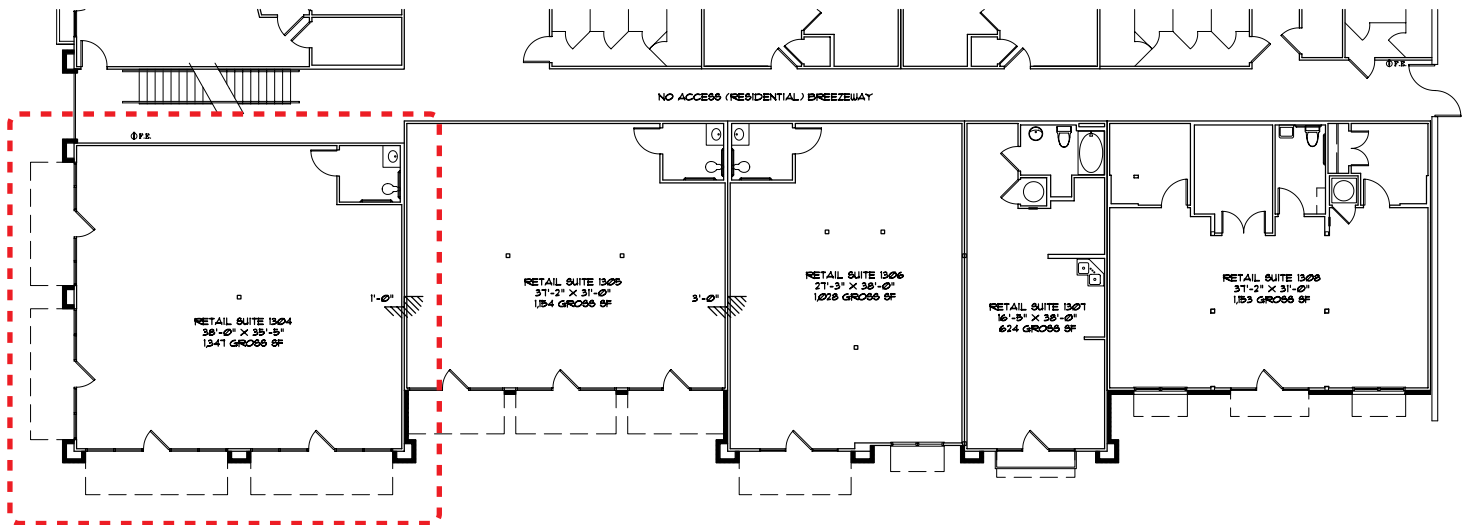 F.E.
NO ACCESS (RESIDENTIAL) BREEZEWAY
F.E.
RETAIL SUITE 1304
38'-0" X 35'-5"
1,347 GROSS SF
1'-0"
RETAIL SUITE 1305
37'-2" X 31'-0"
1,154 GROSS SF
3'-0"
RETAIL SUITE 1306
27'-3" X 38'-0"
1,028 GROSS SF
RETAIL SUITE 1307
16'-5" X 38'-0"
624 GROSS SF
RETAIL SUITE 1308
37'-2" X 31'-0"
1,153 GROSS SF